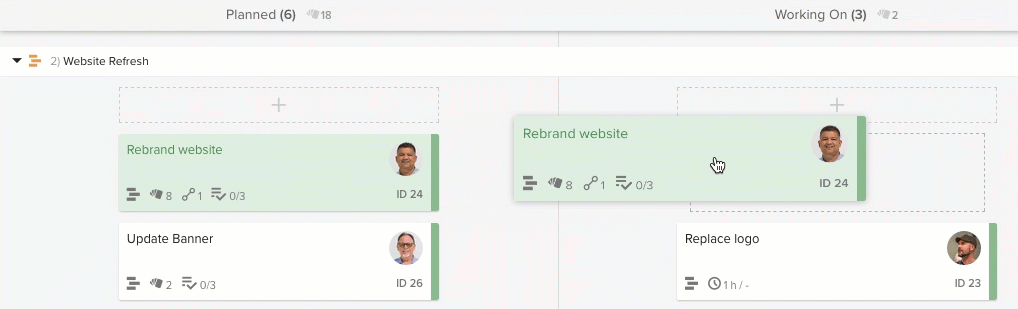 Planned (6) 18
Working On (3) 2
2) Website Refresh
+
+
Rebrand website
8 1 0/3 ID 24
Rebrand website
8 1 0/3 ID 24
Update Banner
2 0/3 ID 26
Replace logo
1 h / - ID 23